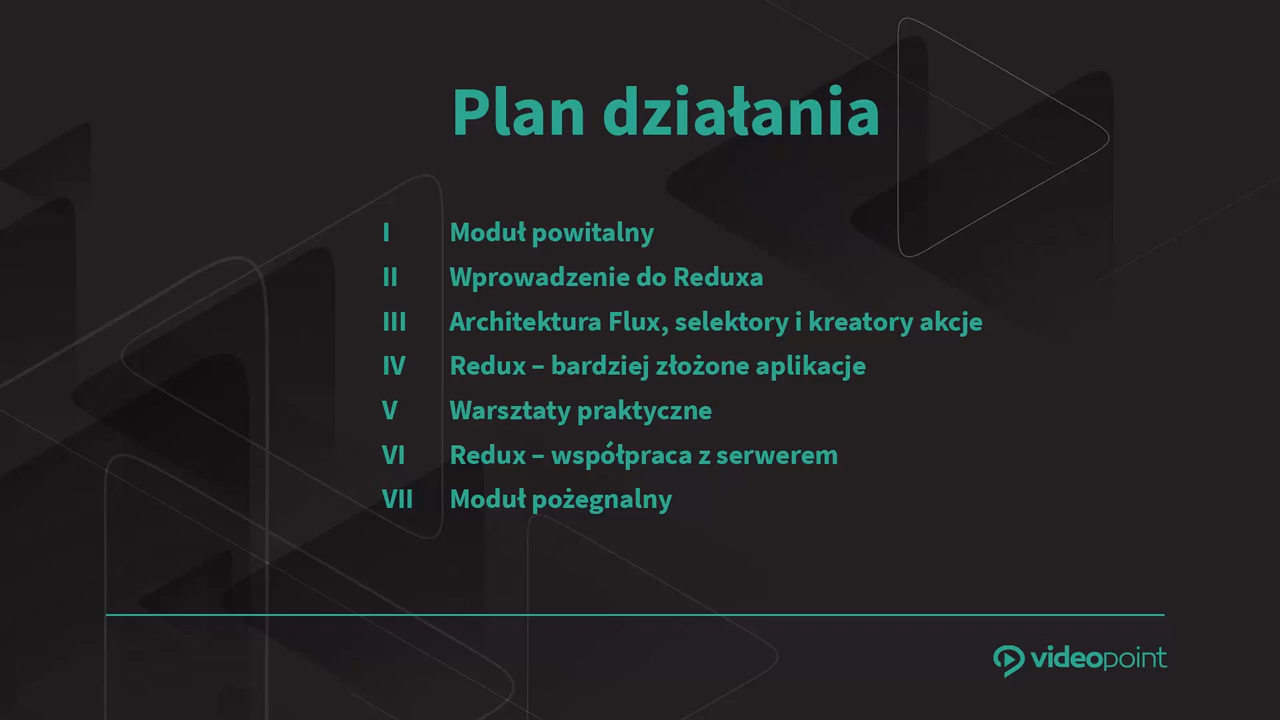 Plan działania
I Moduł powitalny
II Wprowadzenie do Reduxa
III Architektura Flux, selektory i kreatory akcje
IV Redux – bardziej złożone aplikacje
V Warsztaty praktyczne
VI Redux – współpraca z serwerem
VII Moduł pożegnalny
videopoint